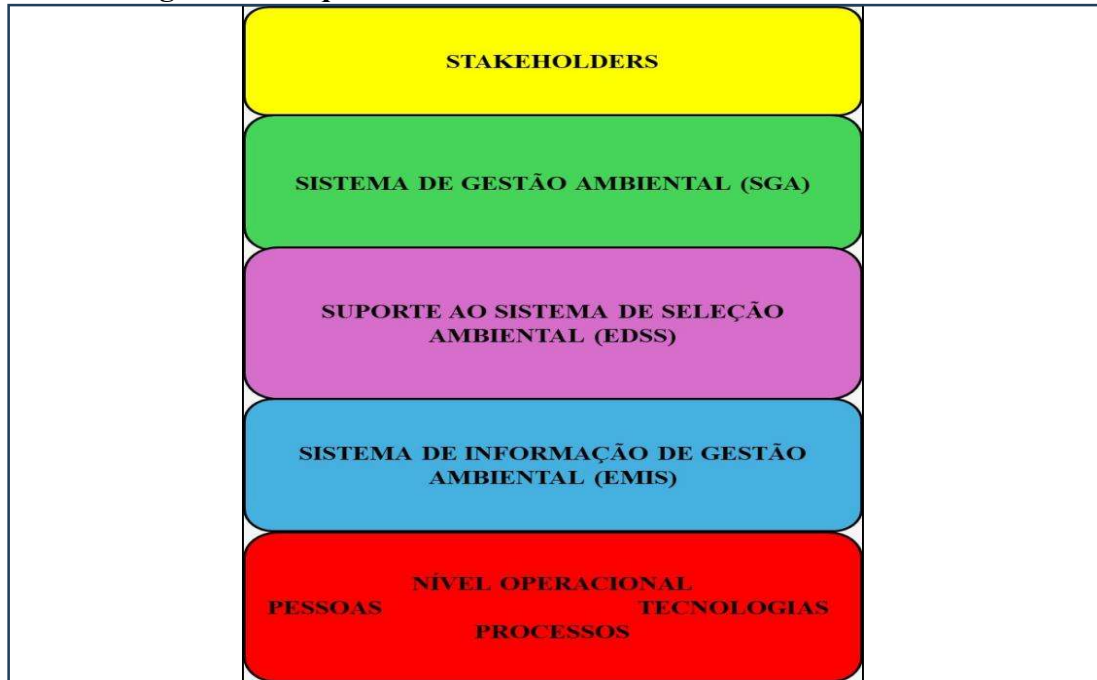 STAKEHOLDERS
SISTEMA DE GESTÃO AMBIENTAL (SGA)
SUPORTE AO SISTEMA DE SELEÇÃO
AMBIENTAL (EDSS)
SISTEMA DE INFORMAÇÃO DE GESTÃO
AMBIENTAL (EMIS)
NÍVEL OPERACIONAL
PESSOAS TECNOLOGIAS
PROCESSOS